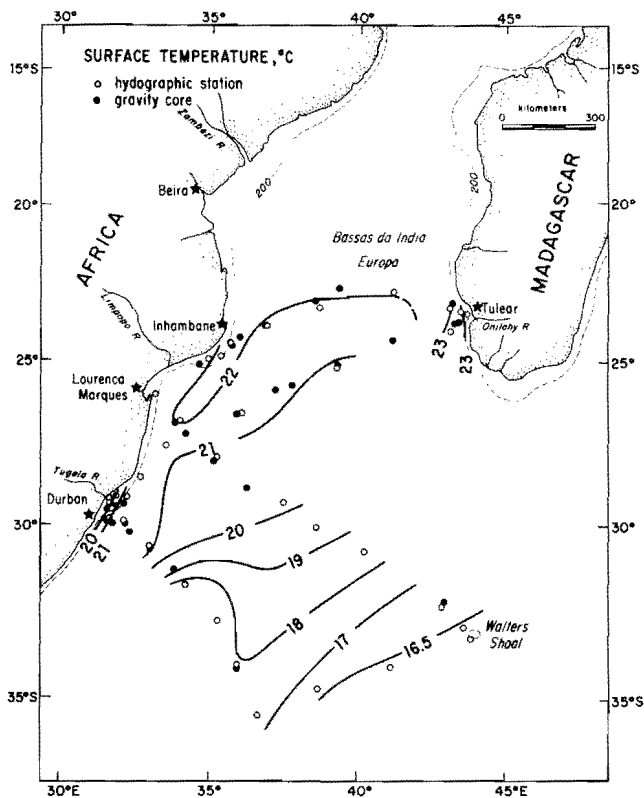 30° 35° 40° 45°
SURFACE TEMPERATURE, °C
○ hydographic station
● gravity core
15°S
15°S
kilometers
0 300
Zambezi R
200
200
Beira
20°
20°
AFRICA
MADAGASCAR
Bassas da India
Europa
Limpopo R
Inhambane
Tulear
Onilahy R
23
23
25°
25°
22
Lourenca
Marques
21
Tugela R
Durban
20
21
30°
30°
20
19
18
17
16.5
Walters
Shoal
35°S
35°S
30°E 35° 40° 45°E